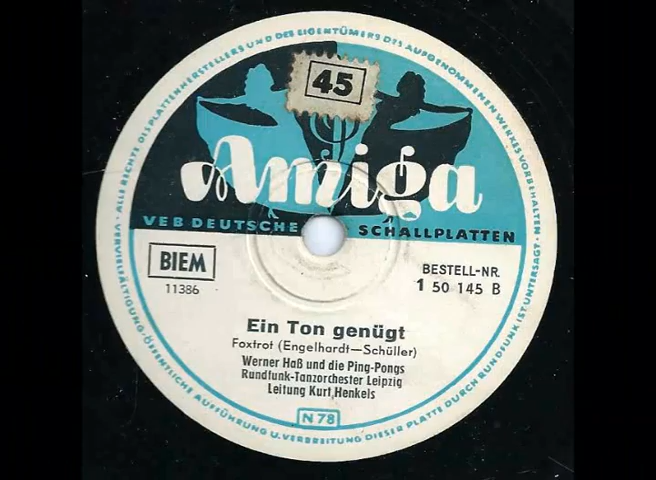 · ALLE RECHTE DES PLATTENHERSTELLERS UND DES EIGENTÜMERS DES AUFGENOMMENEN WERKES VORBEHALTEN ·
45
Amiga
VEB DEUTSCHE SCHALLPLATTEN
BIEM
11386
BESTELL-NR.
1 50 145 B
Ein Ton genügt
Foxtrot (Engelhardt—Schüller)
Werner Haß und die Ping-Pongs
Rundfunk-Tanzorchester Leipzig
Leitung Kurt Henkels
N 78
VERVIELFÄLTIGUNG, ÖFFENTLICHE AUFFÜHRUNG U. VERBREITUNG DIESER PLATTE DURCH RUNDFUNK IST UNTERSAGT ·